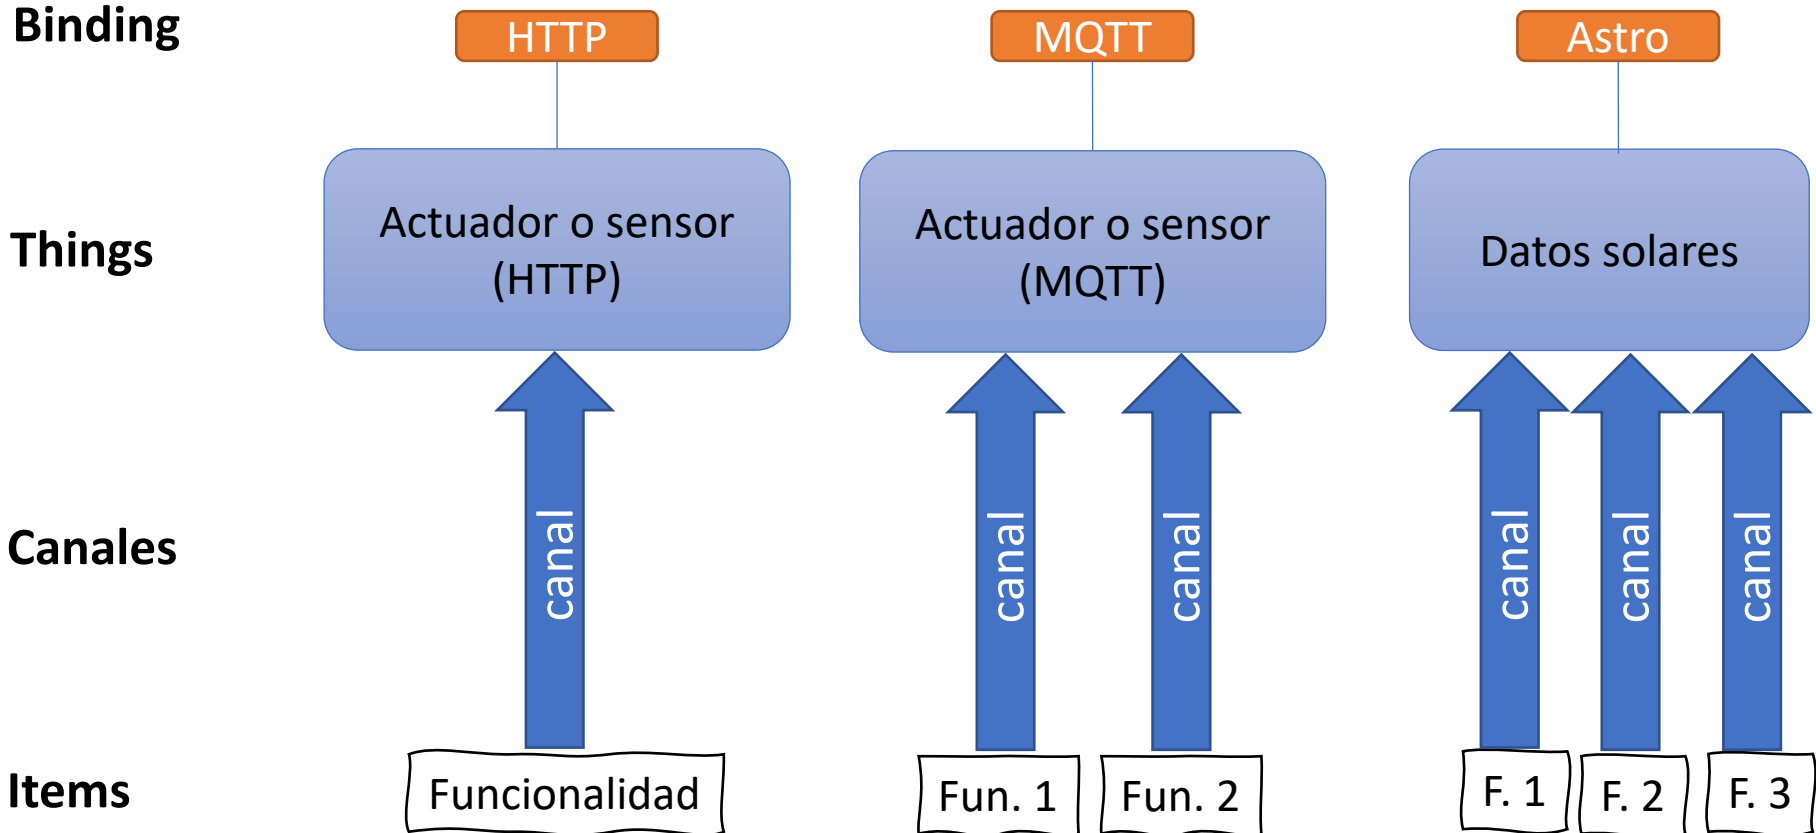 Binding
HTTP
MQTT
Astro
Things
Actuador o sensor
(HTTP)
Actuador o sensor
(MQTT)
Datos solares
Canales
canal
canal
canal
canal
canal
canal
Items
Funcionalidad
Fun. 1
Fun. 2
F. 1
F. 2
F. 3